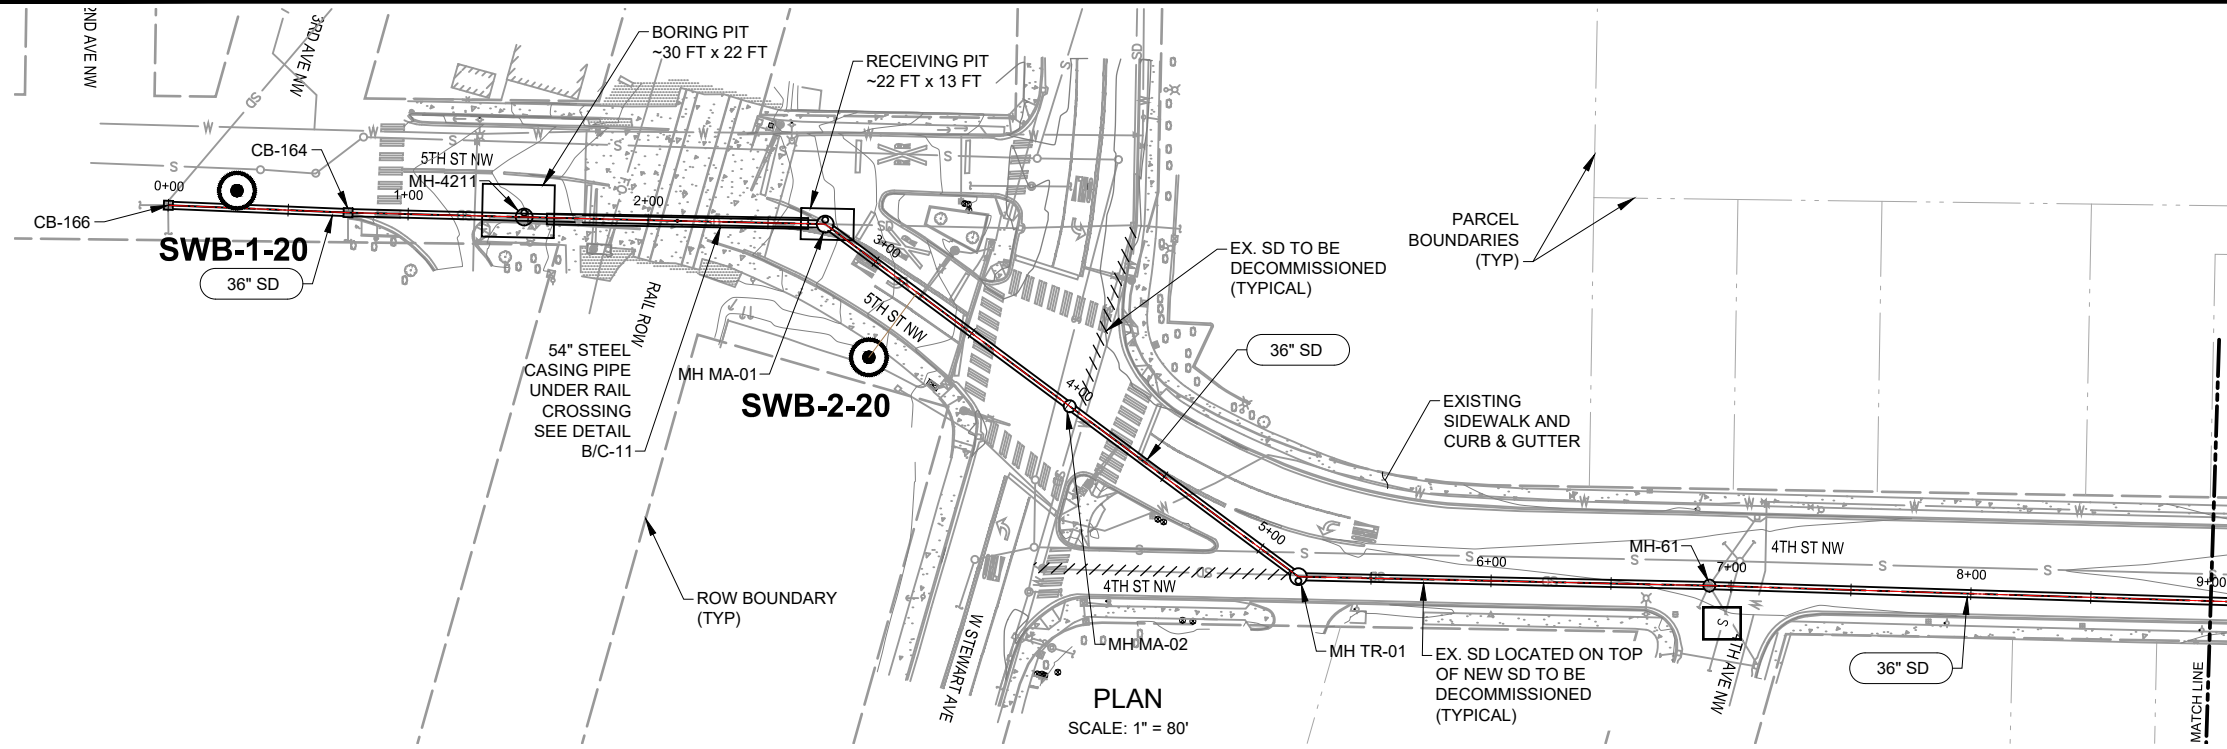 2ND AVE NW
3RD AVE NW
BORING PIT
~30 FT x 22 FT
RECEIVING PIT
~22 FT x 13 FT
SD
S
SD
W
W
W
W
S
S
CB-164
5TH ST NW
MH-4211
0+00
1+00
2+00
CB-166
SWB-1-20
36" SD
RAIL ROW
54" STEEL
CASING PIPE
UNDER RAIL
CROSSING
SEE DETAIL
B/C-11
MH MA-01
SWB-2-20
3+00
5TH ST NW
EX. SD TO BE
DECOMMISSIONED
(TYPICAL)
PARCEL
BOUNDARIES
(TYP)
36" SD
4+00
EXISTING
SIDEWALK AND
CURB & GUTTER
5+00
MH-61
6+00
7+00
4TH ST NW
8+00
9+00
S
S
S
S
S
W
W
W
W
SD
4TH ST NW
ROW BOUNDARY
(TYP)
W STEWART AVE
MH MA-02
MH TR-01
EX. SD LOCATED ON TOP
OF NEW SD TO BE
DECOMMISSIONED
(TYPICAL)
S
7TH AVE NW
36" SD
MATCH LINE
PLAN
SCALE: 1" = 80'